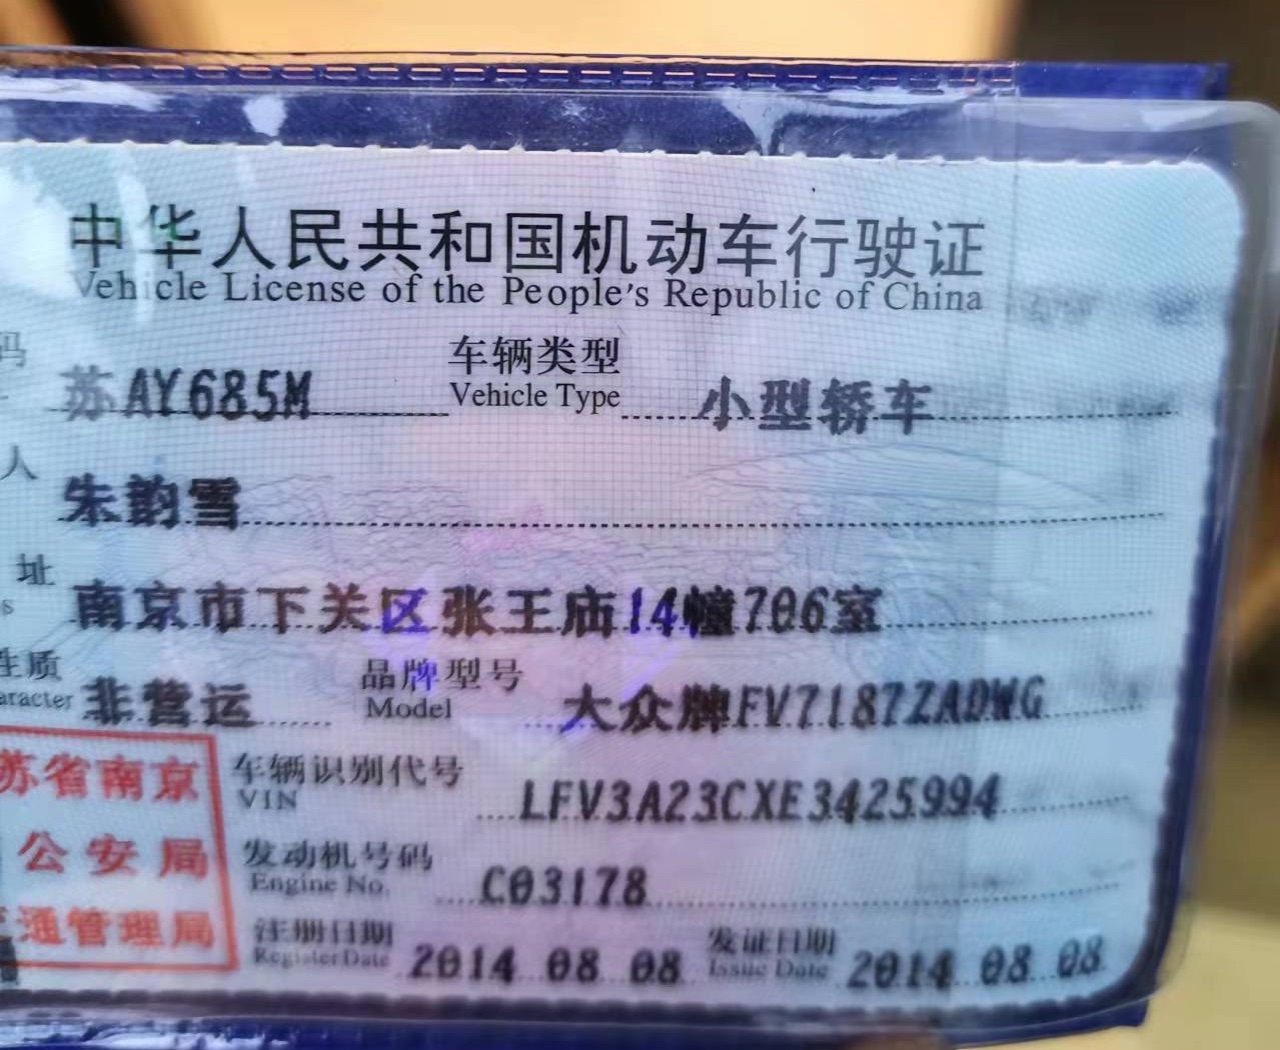 中华人民共和国机动车行驶证
Vehicle License of the People's Republic of China
码 苏AY685M 车辆类型 小型轿车
Vehicle Type
人 朱韵雪
址 南京市下关区张王庙14幢706室
s
性质 非营运 品牌型号 大众牌FV7187ZADWG
aracter Model
苏省南京
公安局
通管理局
车辆识别代号 LFV3A23CXE3425994
VIN
发动机号码 C03178
Engine No.
注册日期 2014 08 08 发证日期 2014 08 08
Register Date Issue Date